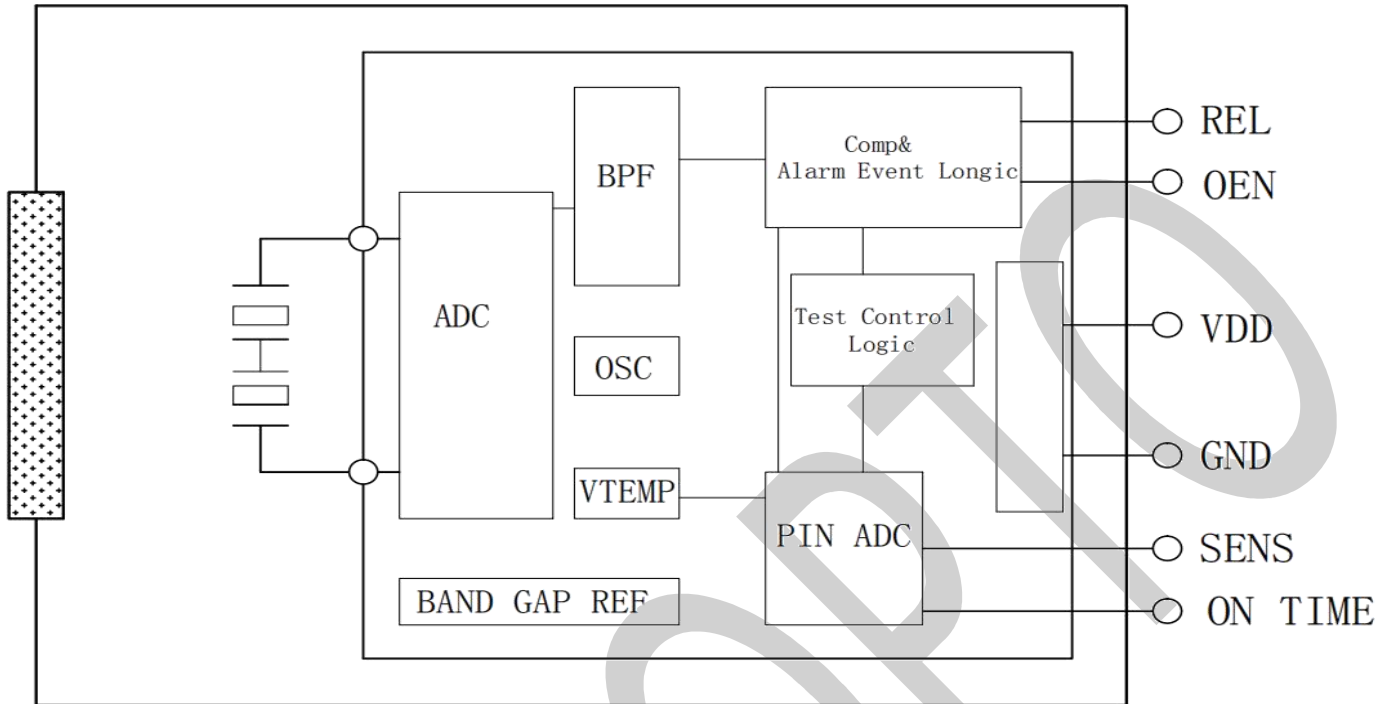 REL
Comp&
Alarm Event Longic
BPF
OEN
ADC
Test Control
Logic
VDD
OSC
GND
VTEMP
PIN ADC
SENS
BAND GAP REF
ON TIME
OPTO